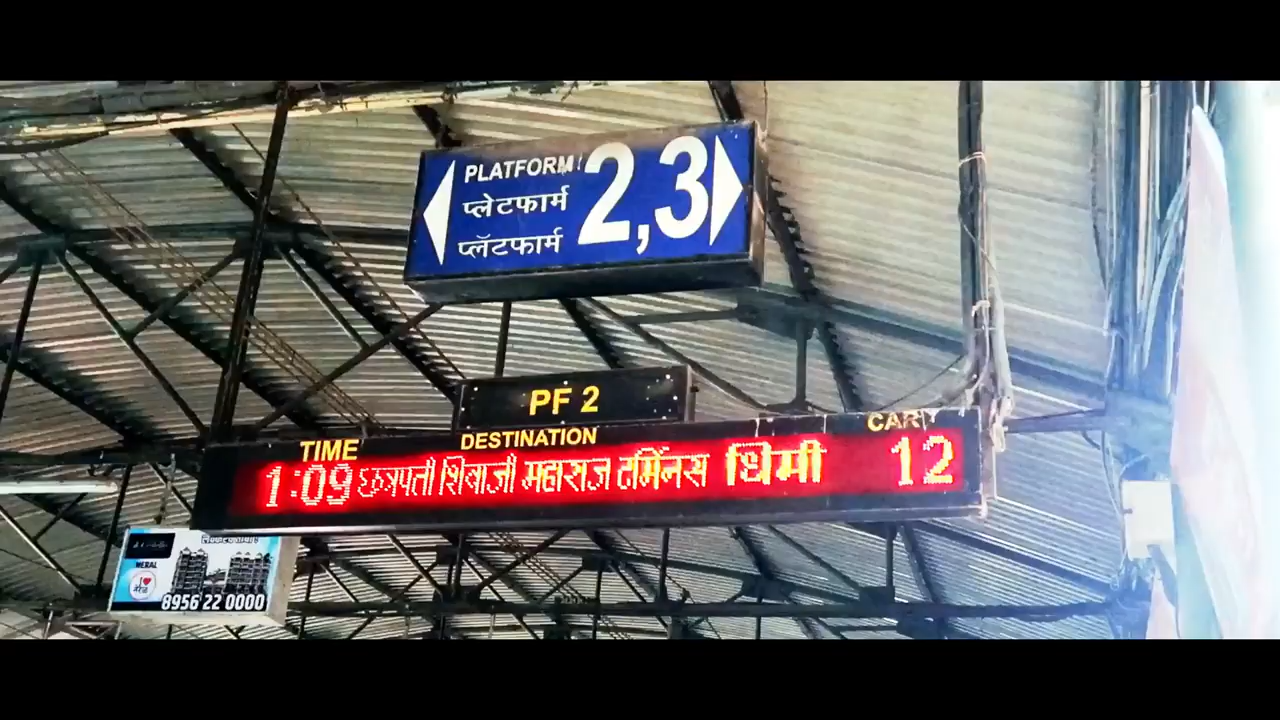 PLATFORM 2,3
प्लेटफार्म
प्लॅटफार्म
PF 2
TIME DESTINATION CAR
1:09 छत्रपती शिवाजी महाराज टर्मिनस धिमी 12
NERAL
8956 22 0000